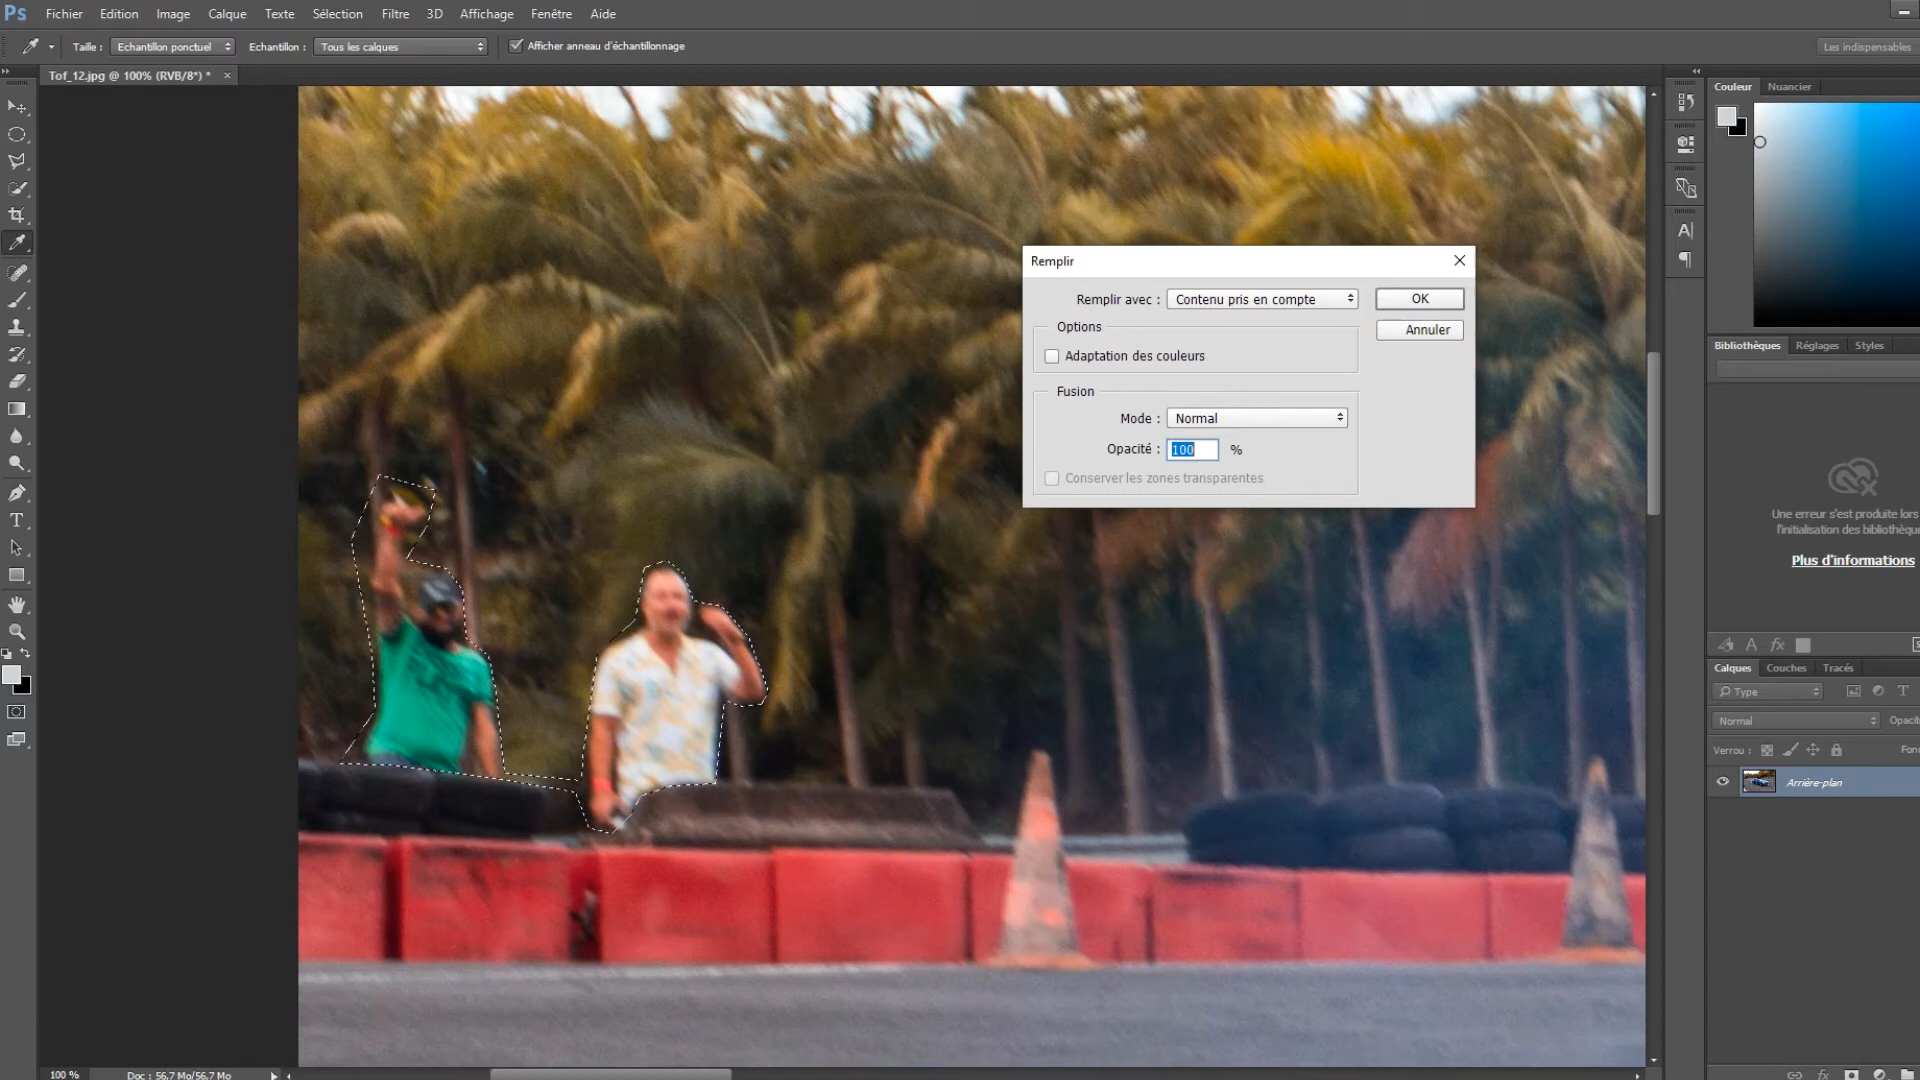 Ps Fichier Edition Image Calque Texte Sélection Filtre 3D Affichage Fenêtre Aide
Taille : Echantillon ponctuel Echantillon : Tous les calques Afficher anneau d'échantillonnage Les indispensables
Tof_12.jpg @ 100% (RVB/8*) * ×
Couleur Nuancier
Remplir
Remplir avec : Contenu pris en compte OK
Options
Annuler
Adaptation des couleurs
Fusion
Mode : Normal
Opacité : 100 %
Conserver les zones transparentes
Bibliothèques Réglages Styles
Une erreur s'est produite lors
l'initialisation des bibliothèque
Plus d'informations
Calques Couches Tracés
Type
Normal Opacit
Verrou : Fond
Arrière-plan
100 % Doc : 56,7 Mo/56,7 Mo